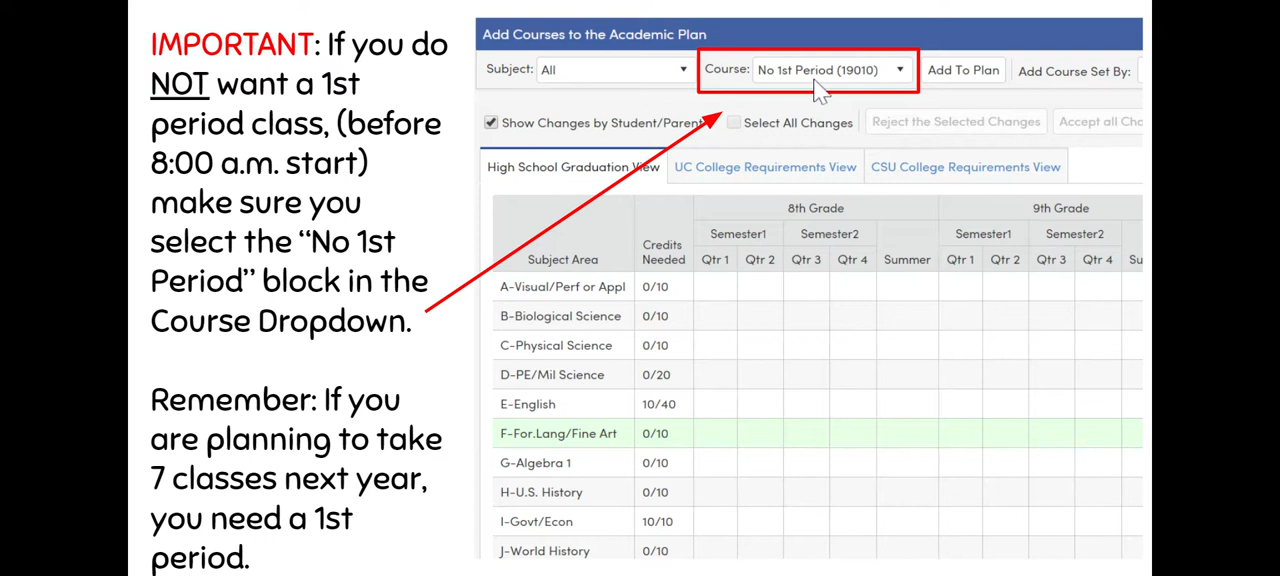 IMPORTANT: If you do
NOT want a 1st
period class, (before
8:00 a.m. start)
make sure you
select the “No 1st
Period” block in the
Course Dropdown.
Remember: If you
are planning to take
7 classes next year,
you need a 1st
period.
Add Courses to the Academic Plan
Subject: All Course: No 1st Period (19010) Add To Plan Add Course Set By:
Show Changes by Student/Parent Select All Changes Reject the Selected Changes Accept all Cha
High School Graduation View UC College Requirements View CSU College Requirements View
8th Grade 9th Grade
Semester1 Semester2 Semester1 Semester2
Subject Area Credits Needed Qtr 1 Qtr 2 Qtr 3 Qtr 4 Summer Qtr 1 Qtr 2 Qtr 3 Qtr 4 Su
A-Visual/Perf or Appl 0/10
B-Biological Science 0/10
C-Physical Science 0/10
D-PE/Mil Science 0/20
E-English 10/40
F-For.Lang/Fine Art 0/10
G-Algebra 1 0/10
H-U.S. History 0/10
I-Govt/Econ 10/10
J-World History 0/10